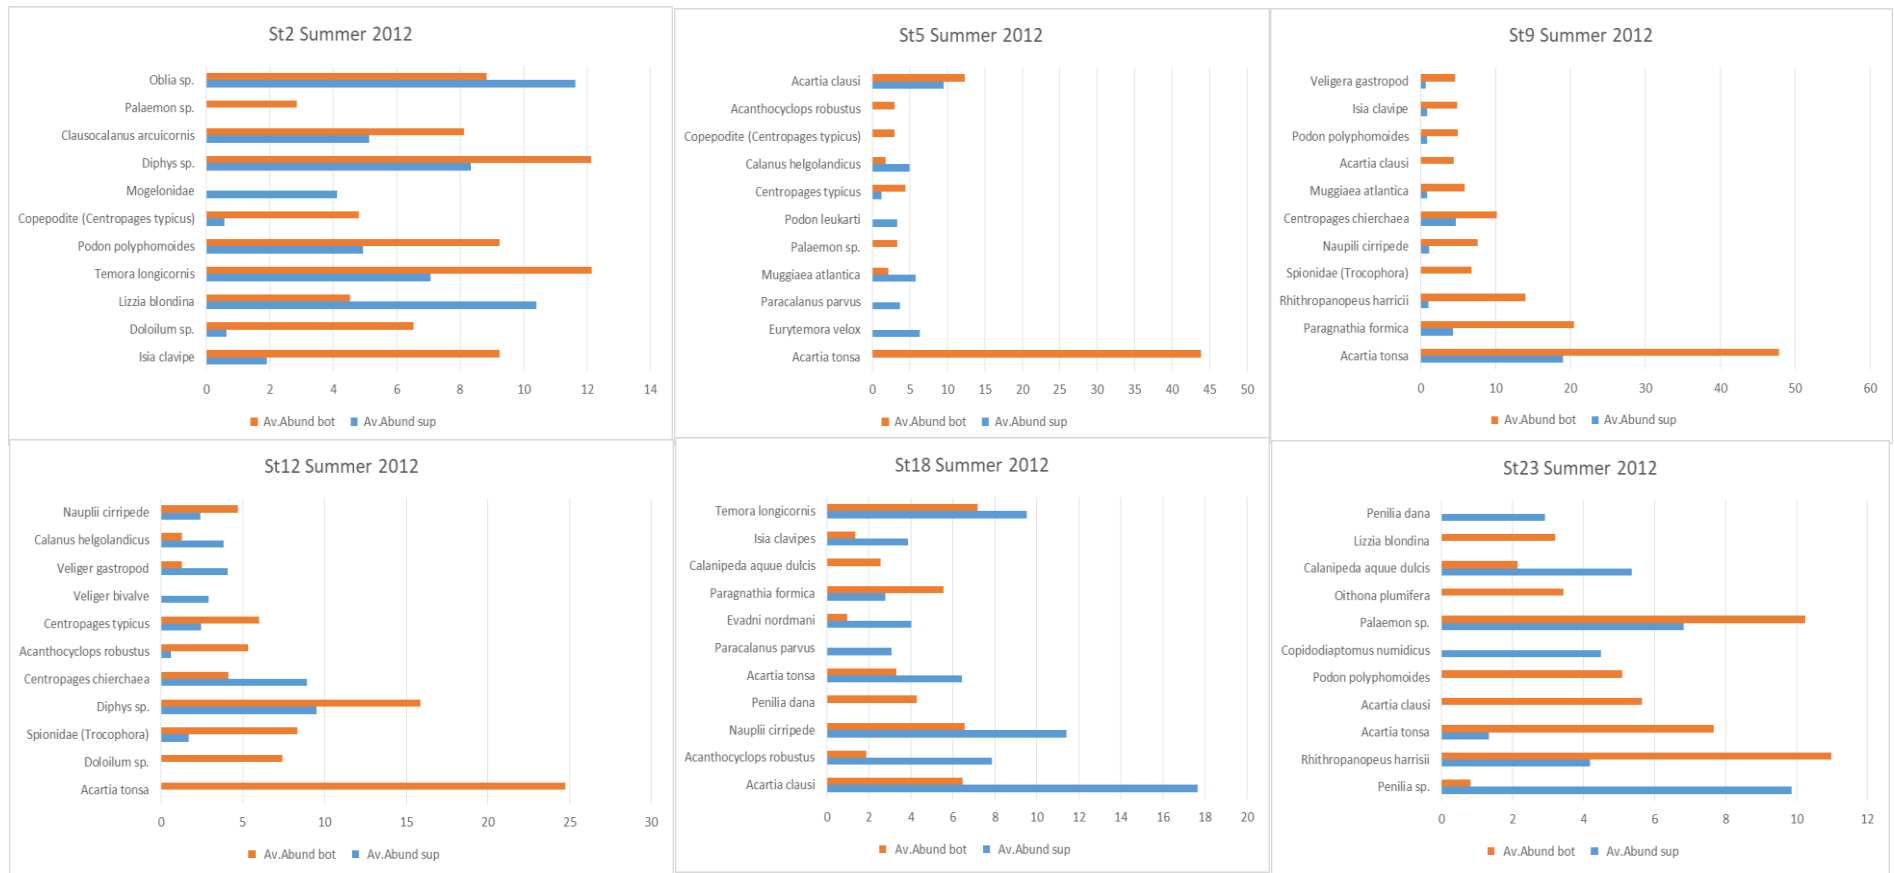 St2 Summer 2012
Oblia sp.
Palaemon sp.
Clausocalanus arcuicornis
Diphys sp.
Mogelonidae
Copepodite (Centropages typicus)
Podon polyphomoides
Temora longicornis
Lizzia blondina
Doloilum sp.
Isia clavipe
0 2 4 6 8 10 12 14
Av.Abund bot Av.Abund sup
St5 Summer 2012
Acartia clausi
Acanthocyclops robustus
Copepodite (Centropages typicus)
Calanus helgolandicus
Centropages typicus
Podon leukarti
Palaemon sp.
Muggiaea atlantica
Paracalanus parvus
Eurytemora velox
Acartia tonsa
0 5 10 15 20 25 30 35 40 45 50
Av.Abund bot Av.Abund sup
St9 Summer 2012
Veligera gastropod
Isia clavipe
Podon polyphomoides
Acartia clausi
Muggiaea atlantica
Centropages chierchaea
Naupili cirripede
Spionidae (Trocophora)
Rhithropanopeus harricii
Paragnathia formica
Acartia tonsa
0 10 20 30 40 50 60
Av.Abund bot Av.Abund sup
St12 Summer 2012
Nauplii cirripede
Calanus helgolandicus
Veliger gastropod
Veliger bivalve
Centropages typicus
Acanthocyclops robustus
Centropages chierchaea
Diphys sp.
Spionidae (Trocophora)
Doloilum sp.
Acartia tonsa
0 5 10 15 20 25 30
Av.Abund bot Av.Abund sup
St18 Summer 2012
Temora longicornis
Isia clavipes
Calanipeda aquue dulcis
Paragnathia formica
Evadni nordmani
Paracalanus parvus
Acartia tonsa
Penilia dana
Nauplii cirripede
Acanthocyclops robustus
Acartia clausi
0 2 4 6 8 10 12 14 16 18 20
Av.Abund bot Av.Abund sup
St23 Summer 2012
Penilia dana
Lizzia blondina
Calanipeda aquue dulcis
Oithona plumifera
Palaemon sp.
Copidodiaptomus numidicus
Podon polyphomoides
Acartia clausi
Acartia tonsa
Rhithropanopeus harrisii
Penilia sp.
0 2 4 6 8 10 12
Av.Abund bot Av.Abund sup